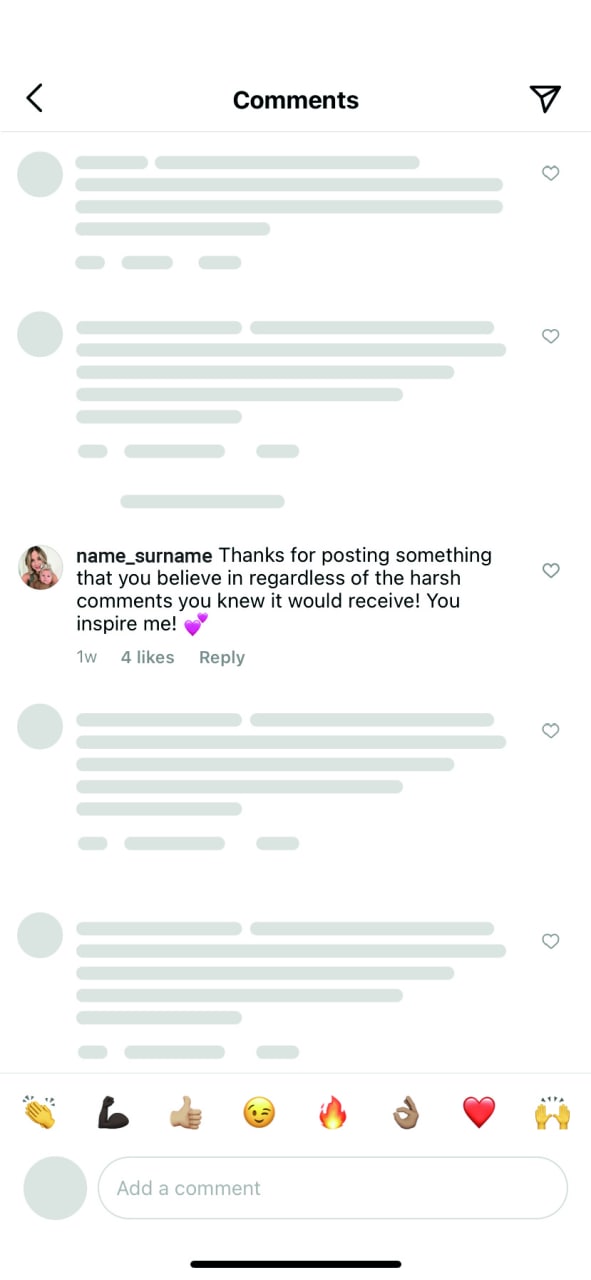 Comments
name_surname Thanks for posting something
that you believe in regardless of the harsh
comments you knew it would receive! You
inspire me! 💕
1w 4 likes Reply
Add a comment